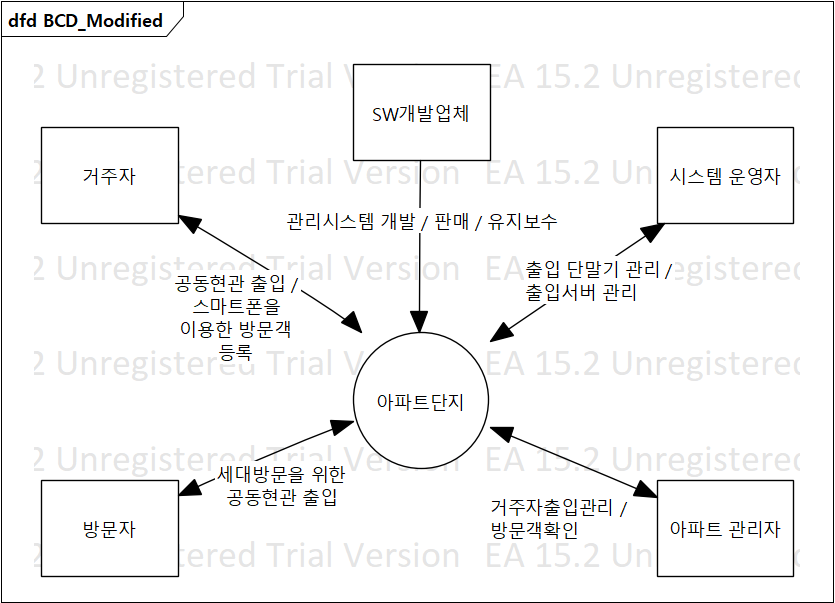 dfd BCD_Modified
2 Unregistered Trial Version EA 15.2 Unregistered
SW개발업체
거주자
시스템 운영자
2 Unregistered Trial Version EA 15.2 Un
관리시스템 개발 / 판매 / 유지보수
공동현관 출입 /
스마트폰을
이용한 방문객
등록
출입 단말기 관리 /
출입서버 관리
2 Unregistered Trial Version EA 15.2 Unregistered
2 Unregistered Trial Version EA 15.2 Unregistered
아파트단지
2 Unregistered Trial Version EA 15.2 Unregistered
세대방문을 위한
공동현관 출입
거주자출입관리 /
방문객확인
방문자
아파트 관리자
2 Unregistered Trial Version EA 15.2 Un